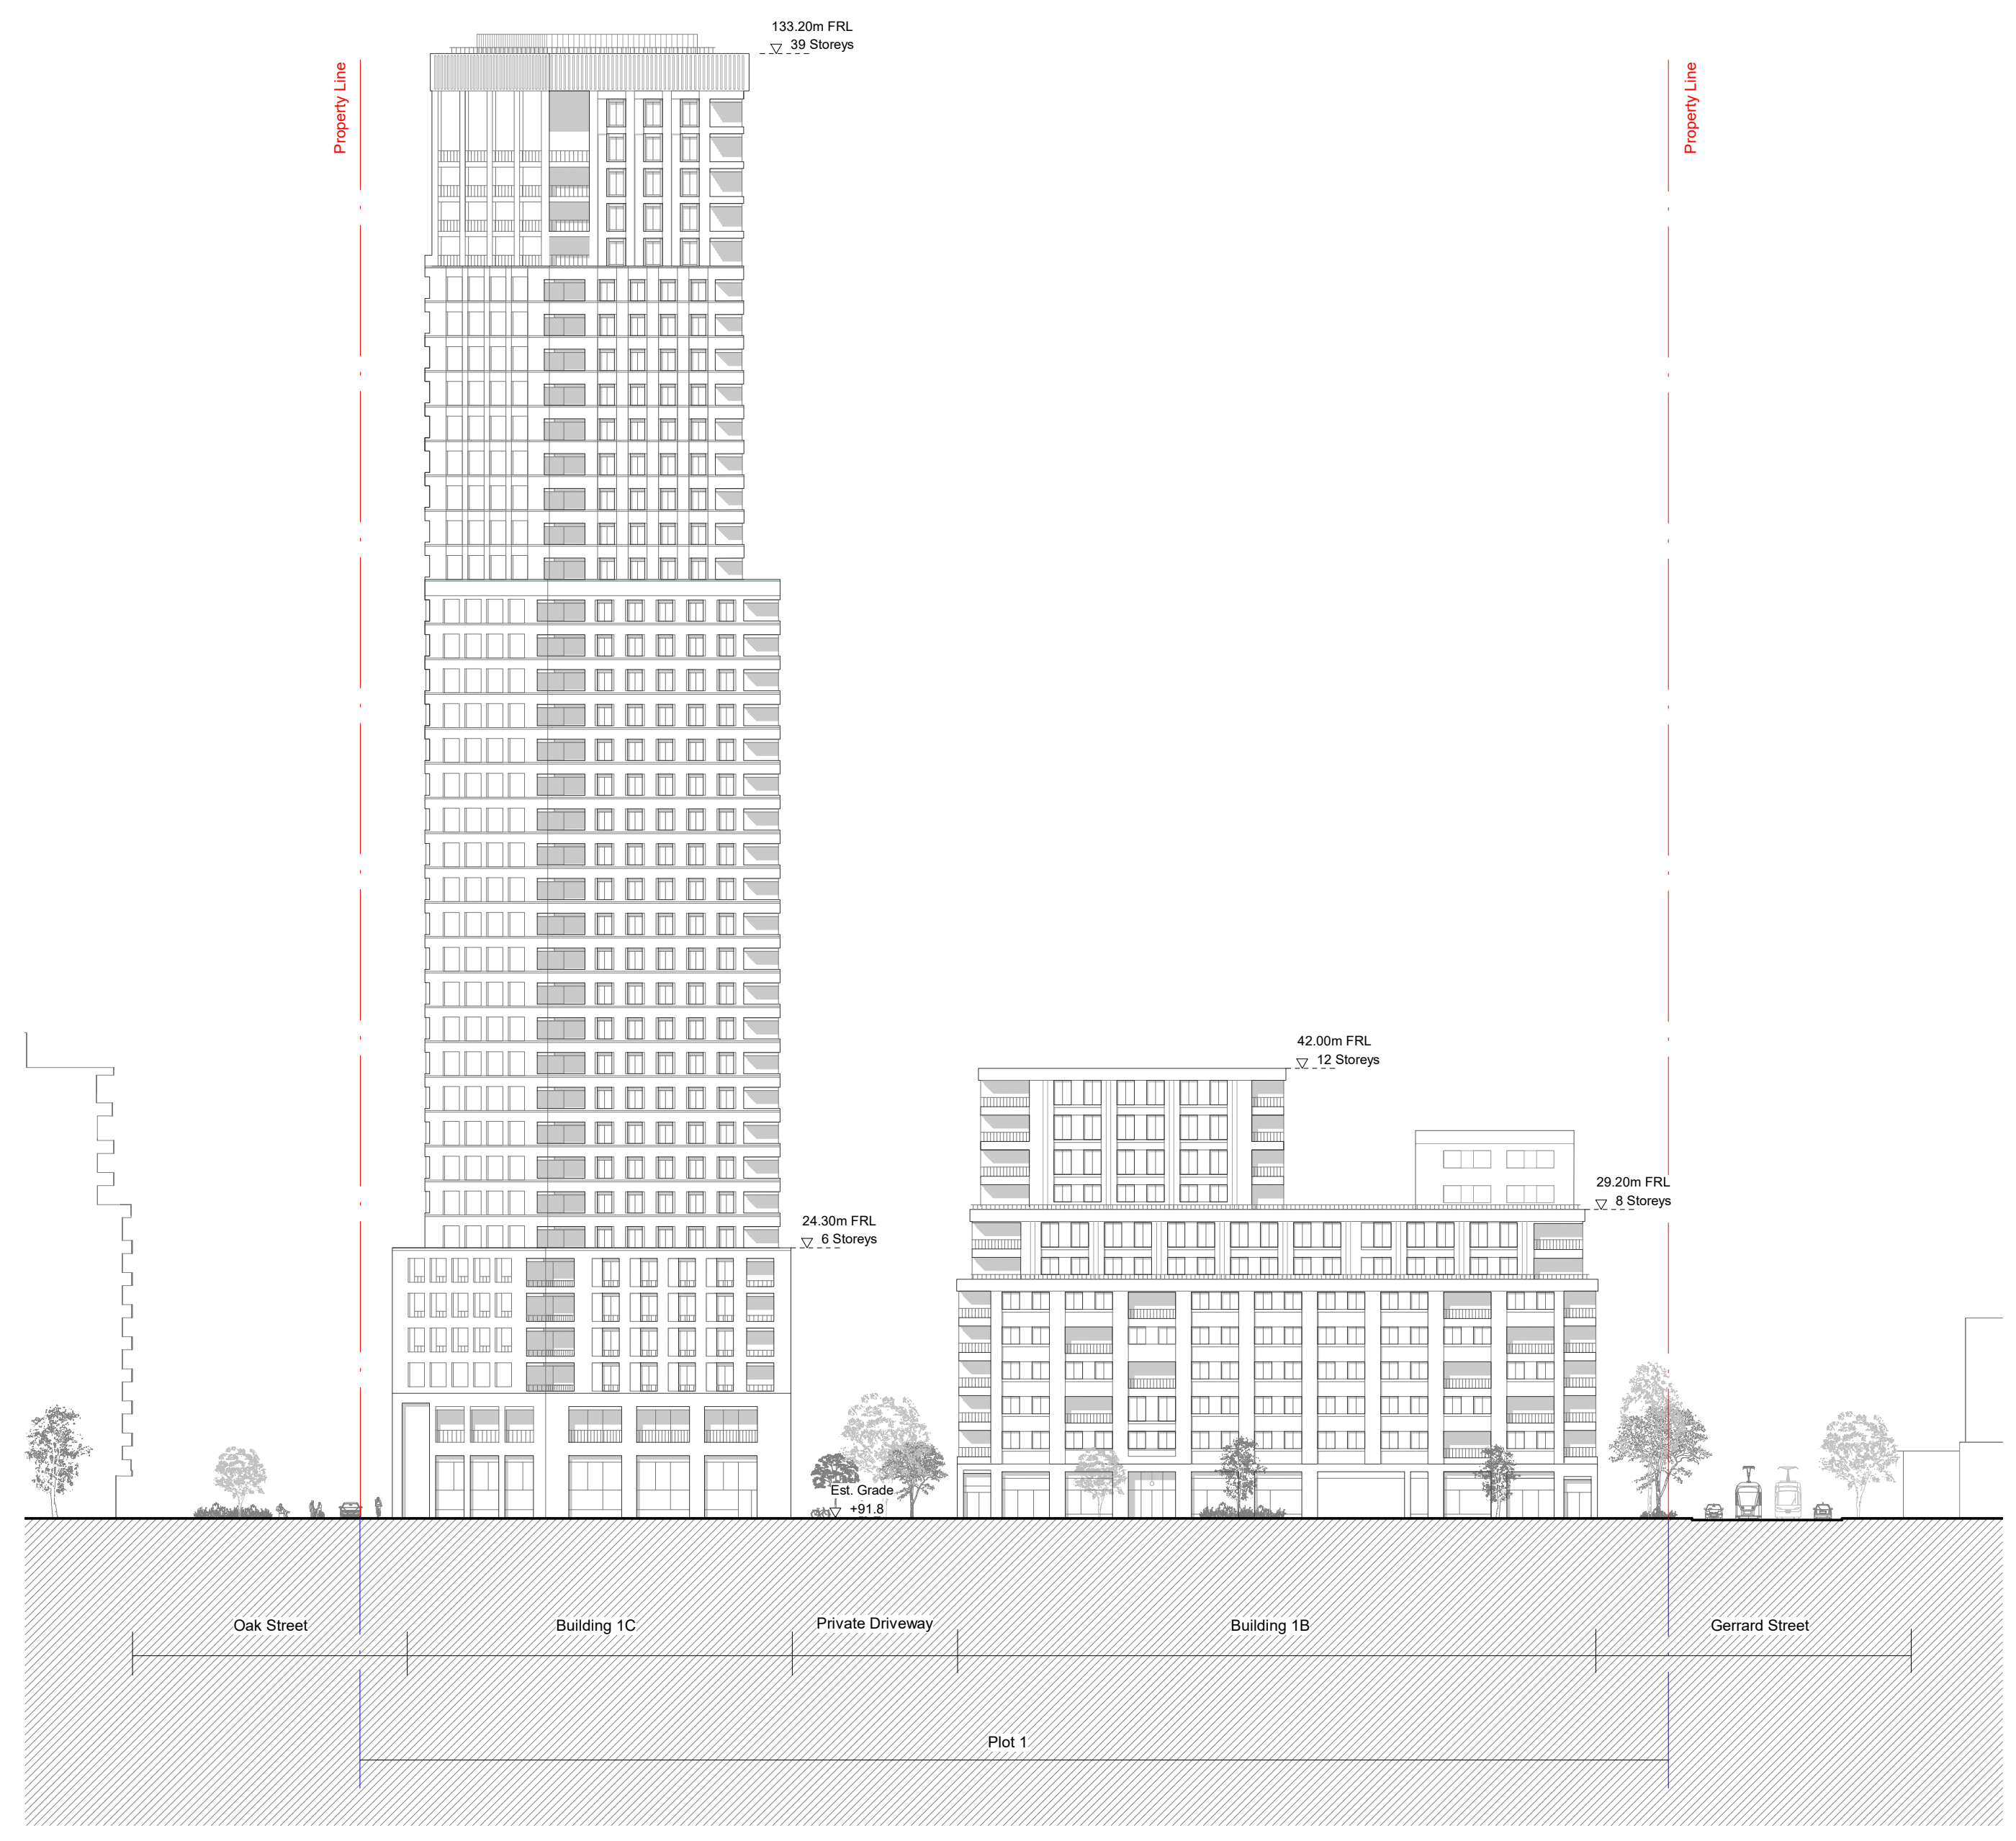 133.20m FRL
39 Storeys
Property Line
Property Line
42.00m FRL
12 Storeys
29.20m FRL
8 Storeys
24.30m FRL
6 Storeys
Est. Grade
+91.8
Oak Street
Building 1C
Private Driveway
Building 1B
Gerrard Street
Plot 1